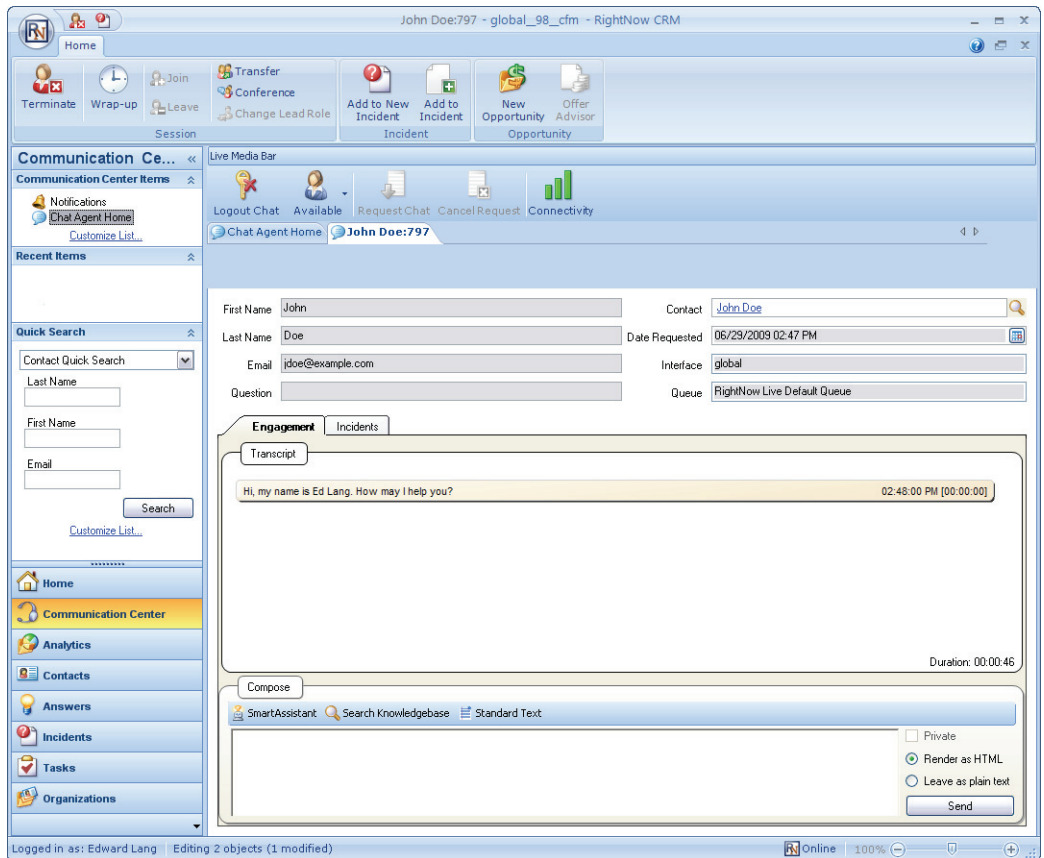 John Doe:797 - global_98_cfm - RightNow CRM
RN
Home
Terminate Wrap-up Join Leave Transfer Conference Change Lead Role Add to New Incident Add to Incident New Opportunity Offer Advisor
Session Incident Opportunity
Communication Ce... «
Communication Center Items
Notifications
Chat Agent Home
Customize List...
Recent Items
Quick Search
Contact Quick Search
Last Name
First Name
Email
Search
Customize List...
Home
Communication Center
Analytics
Contacts
Answers
Incidents
Tasks
Organizations
Live Media Bar
Logout Chat Available Request Chat Cancel Request Connectivity
Chat Agent Home John Doe:797
First Name John Contact John Doe
Last Name Doe Date Requested 06/29/2009 02:47 PM
Email jdoe@example.com Interface global
Question Queue RightNow Live Default Queue
Engagement Incidents
Transcript
Hi, my name is Ed Lang. How may I help you? 02:48:00 PM [00:00:00]
Duration: 00:00:46
Compose
SmartAssistant Search Knowledgebase Standard Text
Private
Render as HTML
Leave as plain text
Send
Logged in as: Edward Lang Editing 2 objects (1 modified) RN Online 100%